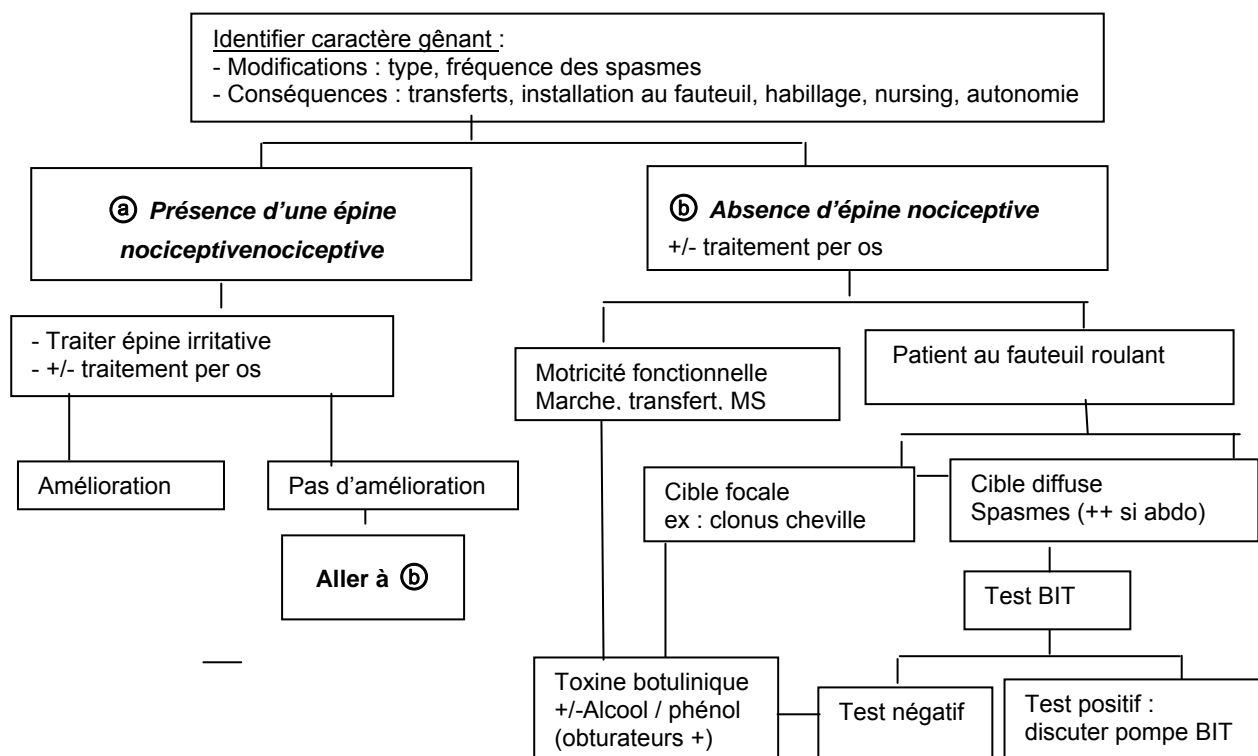 Identifier caractère gênant :
- Modifications : type, fréquence des spasmes
- Conséquences : transferts, installation au fauteuil, habillage, nursing, autonomie
ⓐ Présence d’une épine
nociceptivenociceptive
ⓑ Absence d’épine nociceptive
+/- traitement per os
- Traiter épine irritative
- +/- traitement per os
Motricité fonctionnelle
Marche, transfert, MS
Patient au fauteuil roulant
Amélioration
Pas d’amélioration
Cible focale
ex : clonus cheville
Cible diffuse
Spasmes (++ si abdo)
Aller à ⓑ
Test BIT
Toxine botulinique
+/-Alcool / phénol
(obturateurs +)
Test négatif
Test positif :
discuter pompe BIT